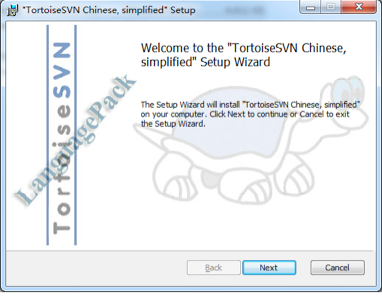 "TortoiseSVN Chinese, simplified" Setup
Welcome to the "TortoiseSVN Chinese,
simplified" Setup Wizard
The Setup Wizard will install "TortoiseSVN Chinese, simplified"
on your computer. Click Next to continue or Cancel to exit
the Setup Wizard.
TortoiseSVN
LanguagePack
Back
Next
Cancel